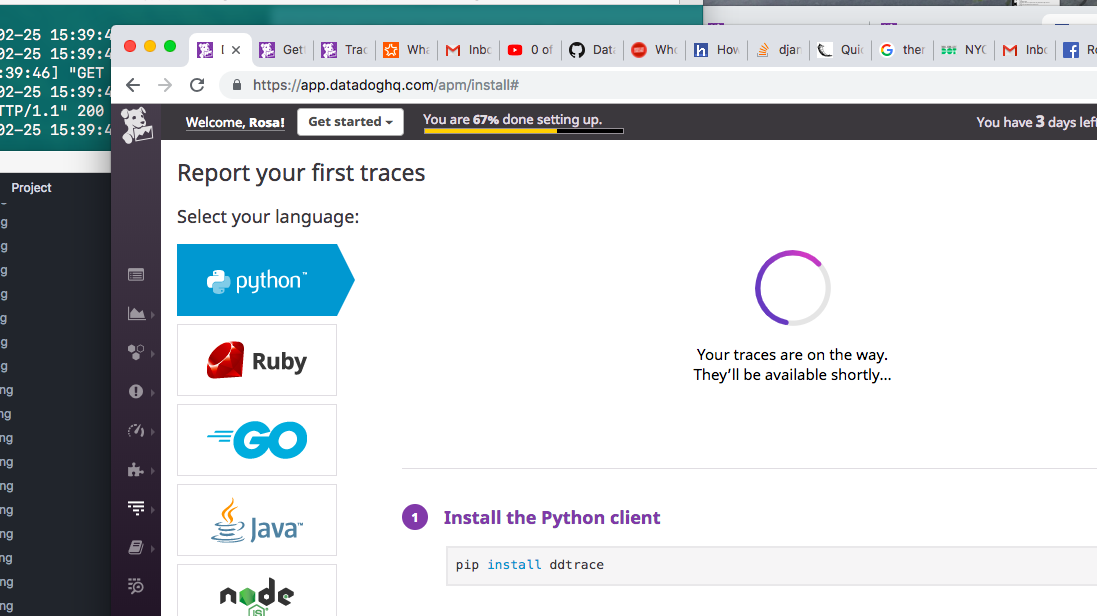 02-25 15:39:4
02-25 15:39:4
:39:46] "GET
02-25 15:39:4
TTP/1.1" 200
02-25 15:39:4
Project
g
g
g
g
g
g
g
ng
ng
ng
ng
ng
ng
ng
ng
ng
ng
Get
Trac
Wha
Inbo
0 of
Data
Who
How
djan
Quic
ther
NYC
Inbo
Ro
https://app.datadoghq.com/apm/install#
Welcome, Rosa!
Get started
You are 67% done setting up.
You have 3 days left
Report your first traces
Select your language:
python™
Ruby
GO
Java™
node
JS
Your traces are on the way.
They'll be available shortly...
1 Install the Python client
pip install ddtrace